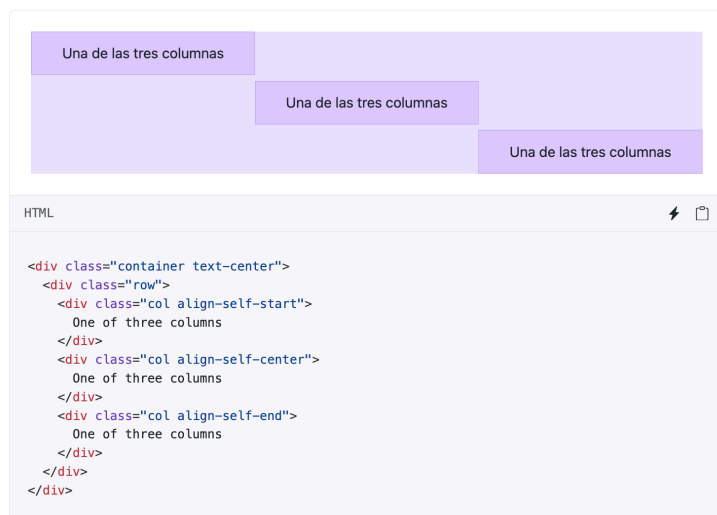 Una de las tres columnas
Una de las tres columnas
Una de las tres columnas
HTML
<div class="container text-center">
  <div class="row">
    <div class="col align-self-start">
      One of three columns
    </div>
    <div class="col align-self-center">
      One of three columns
    </div>
    <div class="col align-self-end">
      One of three columns
    </div>
  </div>
</div>